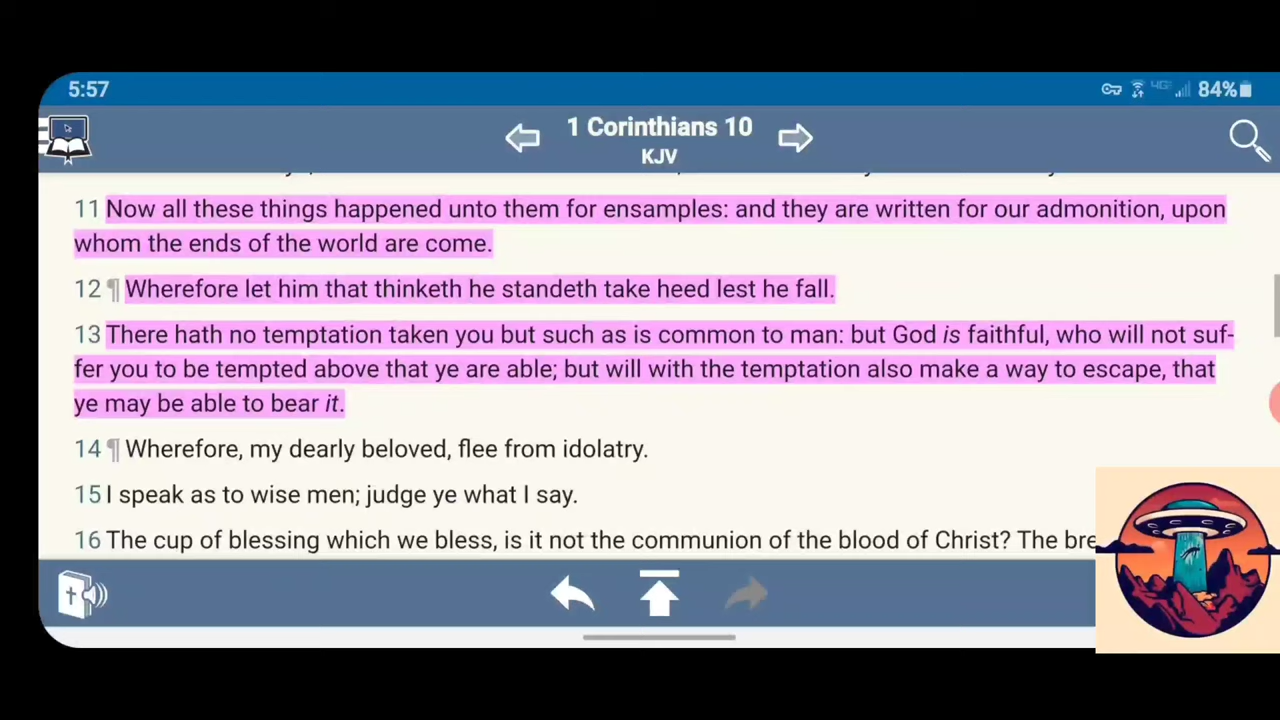 5:57
84%
1 Corinthians 10
KJV
11 Now all these things happened unto them for ensamples: and they are written for our admonition, upon
whom the ends of the world are come.
12 ¶ Wherefore let him that thinketh he standeth take heed lest he fall.
13 There hath no temptation taken you but such as is common to man: but God is faithful, who will not suf-
fer you to be tempted above that ye are able; but will with the temptation also make a way to escape, that
ye may be able to bear it.
14 ¶ Wherefore, my dearly beloved, flee from idolatry.
15 I speak as to wise men; judge ye what I say.
16 The cup of blessing which we bless, is it not the communion of the blood of Christ? The